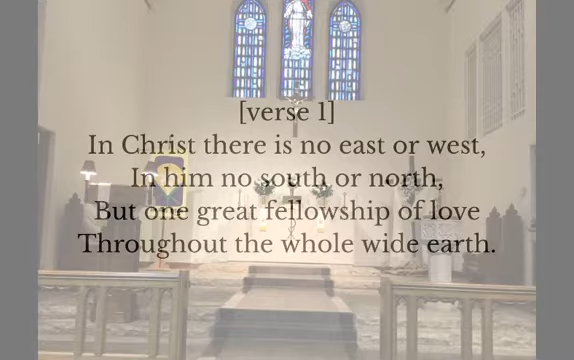 [verse 1]
In Christ there is no east or west,
In him no south or north,
But one great fellowship of love
Throughout the whole wide earth.